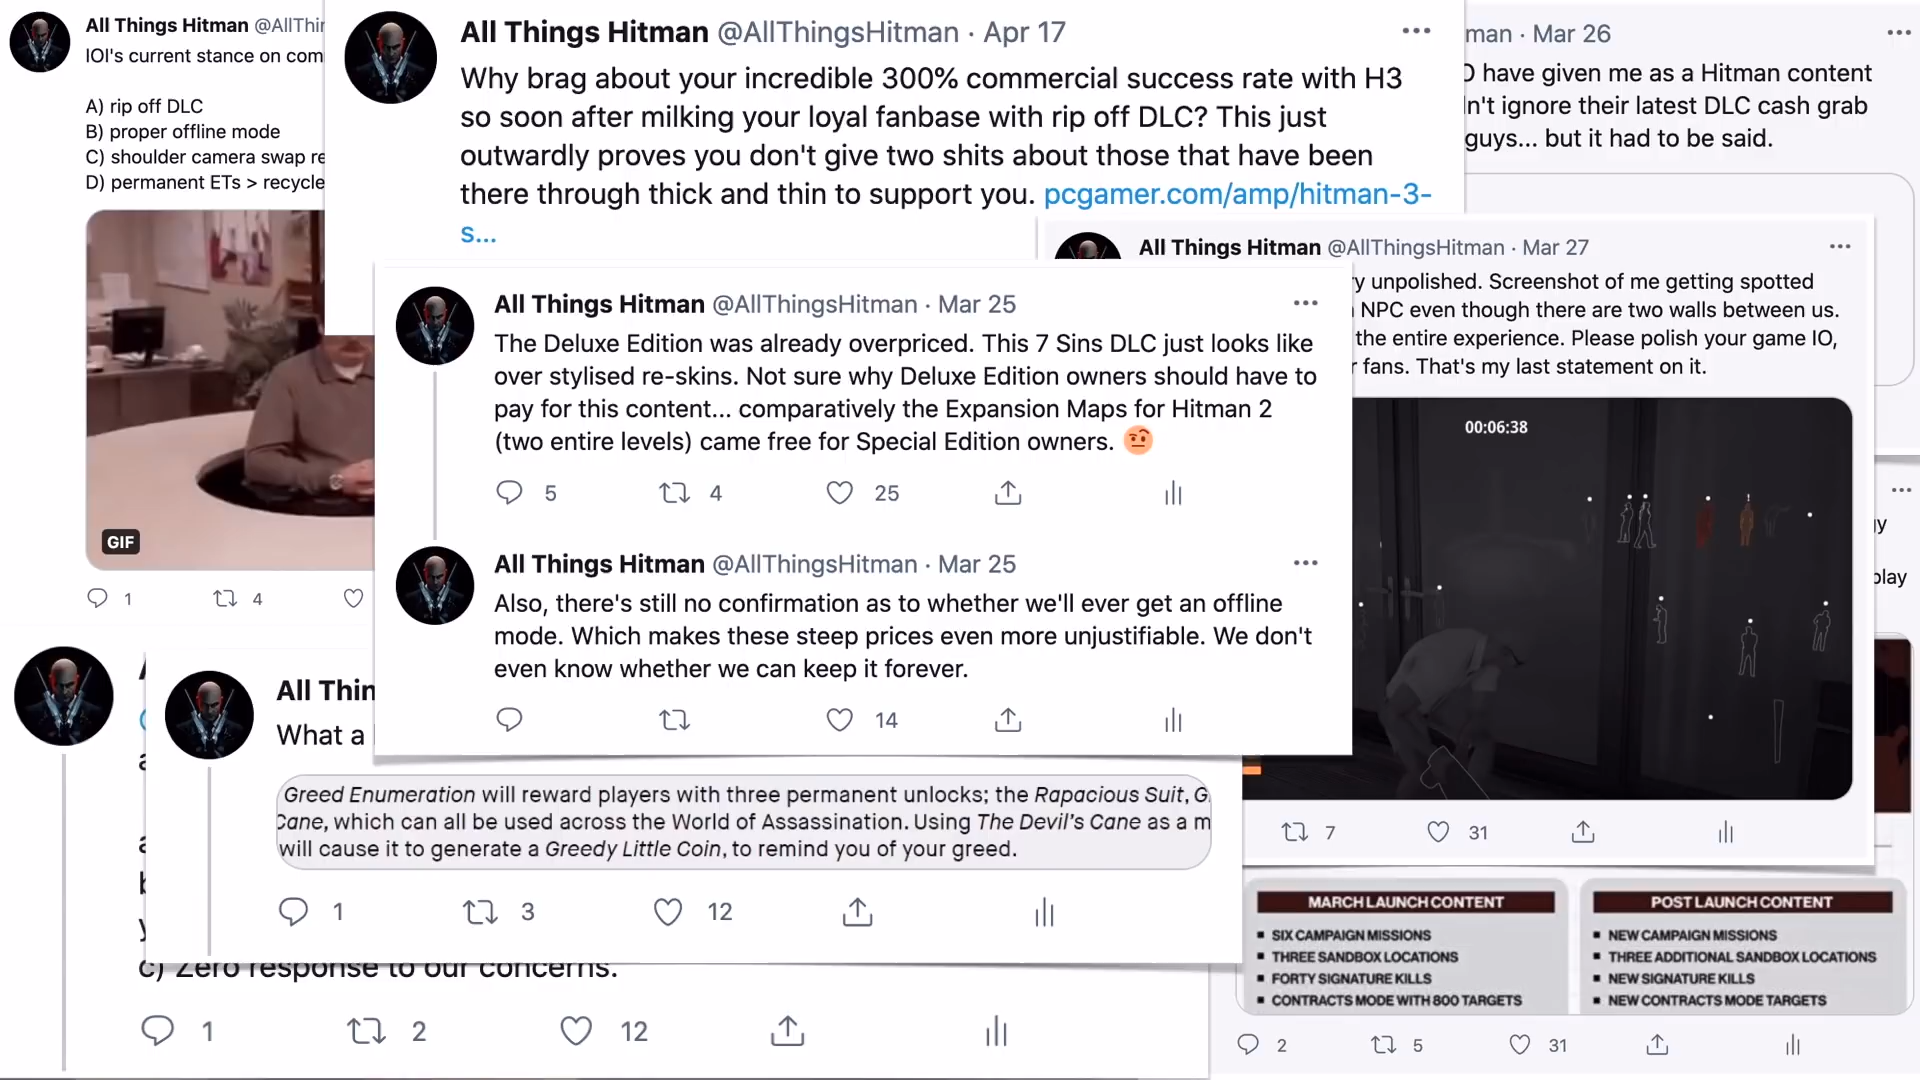 All Things Hitman @AllThi
IOI's current stance on com
A) rip off DLC
B) proper offline mode
C) shoulder camera swap re
D) permanent ETs > recycle
GIF
1 4
All Things Hitman @AllThingsHitman · Apr 17
Why brag about your incredible 300% commercial success rate with H3
so soon after milking your loyal fanbase with rip off DLC? This just
outwardly proves you don't give two shits about those that have been
there through thick and thin to support you. pcgamer.com/amp/hitman-3-
s...
man · Mar 26
O have given me as a Hitman content
n't ignore their latest DLC cash grab
guys... but it had to be said.
All Things Hitman @AllThingsHitman · Mar 27
ry unpolished. Screenshot of me getting spotted
NPC even though there are two walls between us.
the entire experience. Please polish your game IO,
r fans. That's my last statement on it.
00:06:38
7 31
All Things Hitman @AllThingsHitman · Mar 25
The Deluxe Edition was already overpriced. This 7 Sins DLC just looks like
over stylised re-skins. Not sure why Deluxe Edition owners should have to
pay for this content... comparatively the Expansion Maps for Hitman 2
(two entire levels) came free for Special Edition owners. 🤨
5 4 25
All Things Hitman @AllThingsHitman · Mar 25
Also, there's still no confirmation as to whether we'll ever get an offline
mode. Which makes these steep prices even more unjustifiable. We don't
even know whether we can keep it forever.
14
All Thin
What a
Greed Enumeration will reward players with three permanent unlocks; the Rapacious Suit, G
Cane, which can all be used across the World of Assassination. Using The Devil's Cane as a m
will cause it to generate a Greedy Little Coin, to remind you of your greed.
1 3 12
c) Zero response to our concerns.
1 2 12
play
MARCH LAUNCH CONTENT
▪ SIX CAMPAIGN MISSIONS
▪ THREE SANDBOX LOCATIONS
▪ FORTY SIGNATURE KILLS
▪ CONTRACTS MODE WITH 800 TARGETS
POST LAUNCH CONTENT
▪ NEW CAMPAIGN MISSIONS
▪ THREE ADDITIONAL SANDBOX LOCATIONS
▪ NEW SIGNATURE KILLS
▪ NEW CONTRACTS MODE TARGETS
2 5 31